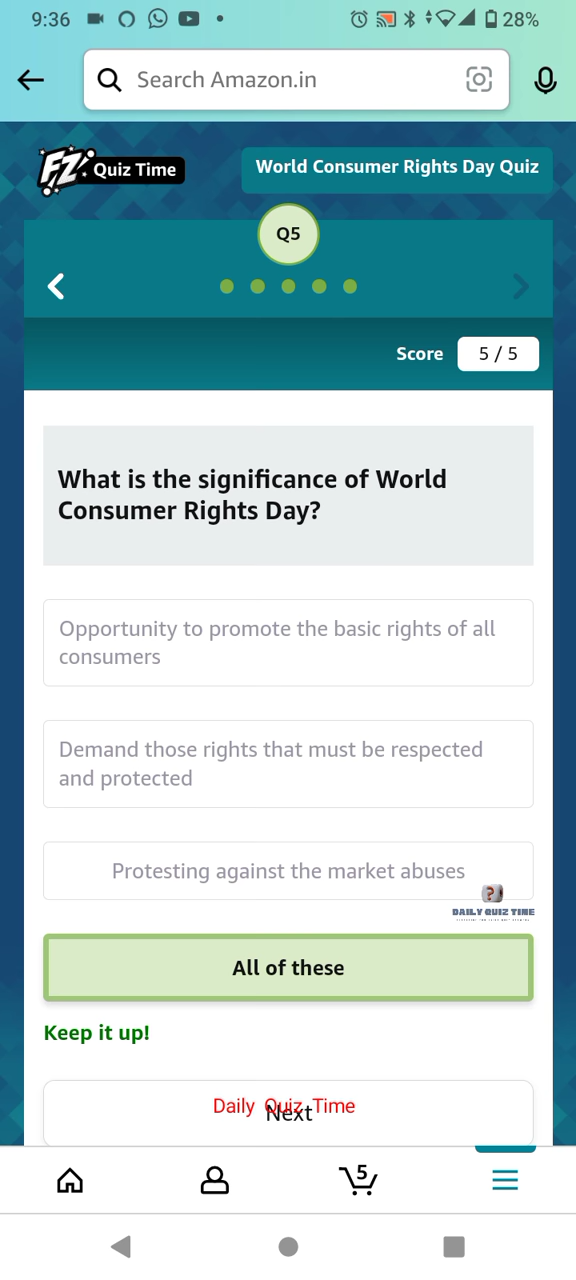 9:36
28%
Search Amazon.in
FZ Quiz Time
World Consumer Rights Day Quiz
Q5
Score 5 / 5
What is the significance of World
Consumer Rights Day?
Opportunity to promote the basic rights of all
consumers
Demand those rights that must be respected
and protected
Protesting against the market abuses
?
DAILY QUIZ TIME
All of these
Keep it up!
Daily Quiz Time
Next
5